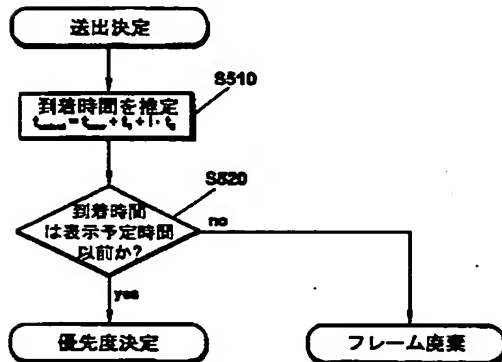 送出決定
S510
到着時間を推定
S520
到着時間
は表示予定時間
以前か?
no
yes
優先度決定
フレーム廃棄